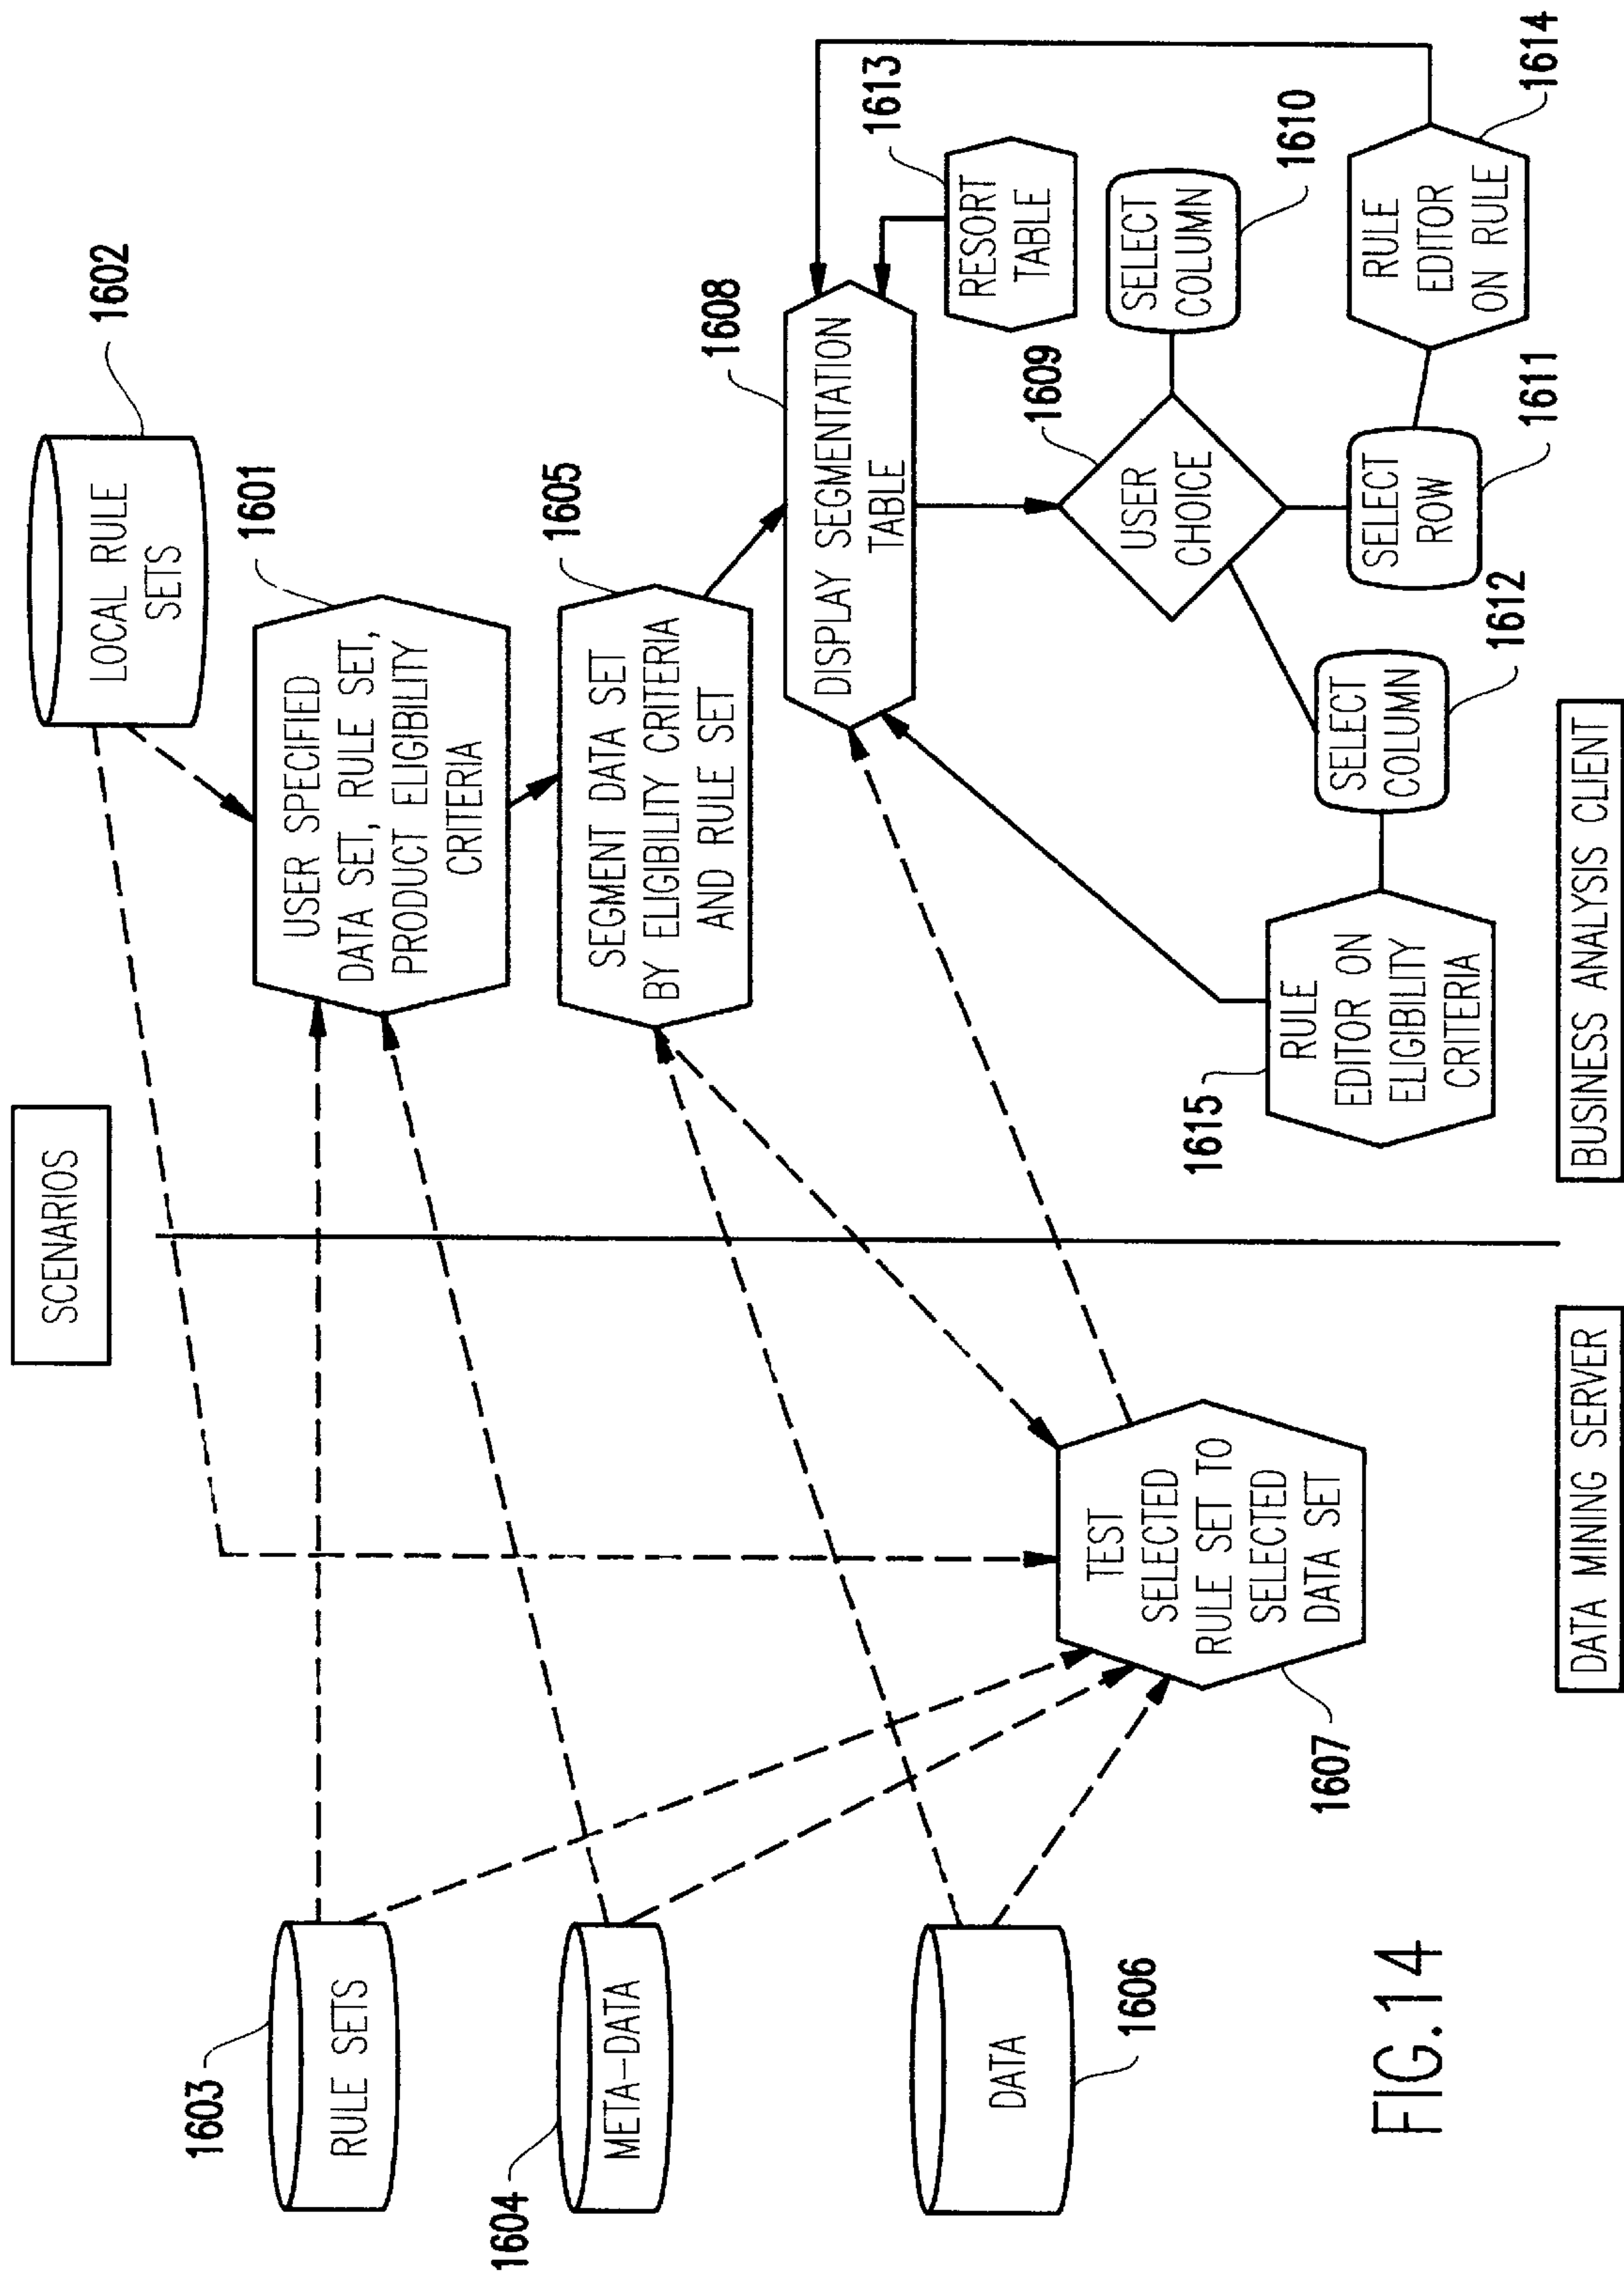 SCENARIOS
1602
LOCAL RULE
SETS
1603
RULE SETS
1601
USER SPECIFIED
DATA SET, RULE SET,
PRODUCT ELIGIBILITY
CRITERIA
1604
META-DATA
1605
SEGMENT DATA SET
BY ELIGIBILITY CRITERIA
AND RULE SET
1608
DISPLAY SEGMENTATION
TABLE
1613
RESORT
TABLE
DATA
1606
TEST
SELECTED
RULE SET TO
SELECTED
DATA SET
1607
1609
USER
CHOICE
SELECT
COLUMN
1610
1615
RULE
EDITOR ON
ELIGIBILITY
CRITERIA
SELECT
COLUMN
1612
SELECT
ROW
1611
RULE
EDITOR
ON RULE
1614
FIG.14
DATA MINING SERVER
BUSINESS ANALYSIS CLIENT